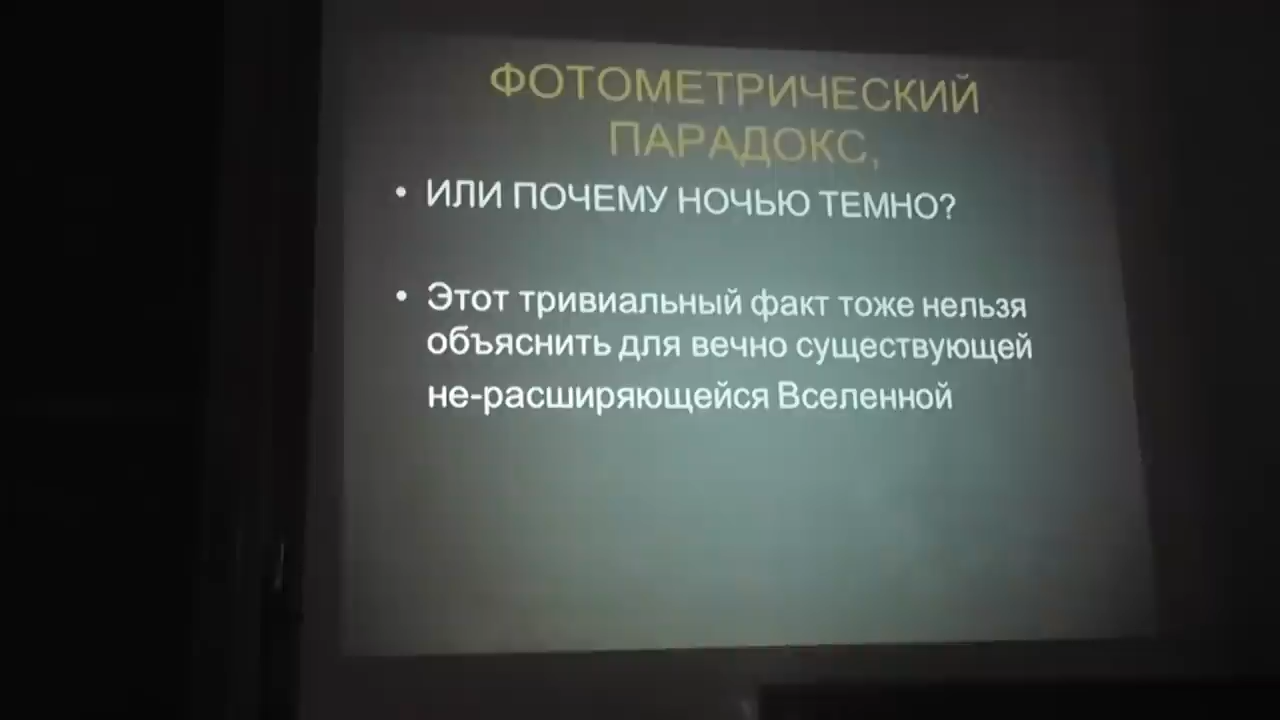 ФОТОМЕТРИЧЕСКИЙ
ПАРАДОКС,
• ИЛИ ПОЧЕМУ НОЧЬЮ ТЕМНО?
• Этот тривиальный факт тоже нельзя
объяснить для вечно существующей
не-расширяющейся Вселенной